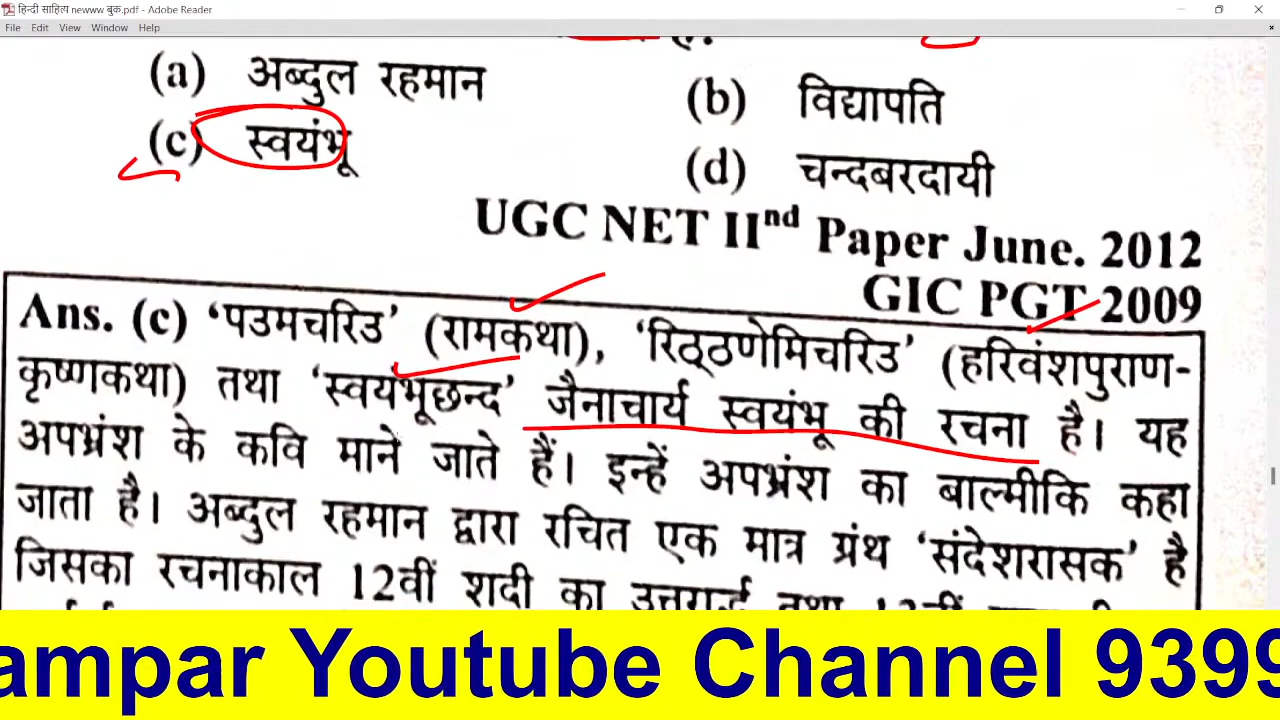 हिन्दी साहित्य newww बुक.pdf - Adobe Reader
File Edit View Window Help
है?
(a) अब्दुल रहमान
(b) विद्यापति
(c) स्वयंभू
(d) चन्दबरदायी
UGC NET IInd Paper June. 2012
GIC PGT 2009
Ans. (c) ‘पउमचरिउ’ (रामकथा), ‘रिठ्ठणेमिचरिउ’ (हरिवंशपुराण-
कृष्णकथा) तथा ‘स्वयंभूछन्द’ जैनाचार्य स्वयंभू की रचना है। यह
अपभ्रंश के कवि माने जाते हैं। इन्हें अपभ्रंश का बाल्मीकि कहा
जाता है। अब्दुल रहमान द्वारा रचित एक मात्र ग्रंथ ‘संदेशरासक’ है
जिसका रचनाकाल 12वीं शदी का उत्तरार्द्ध तथा
ampar Youtube Channel 9399